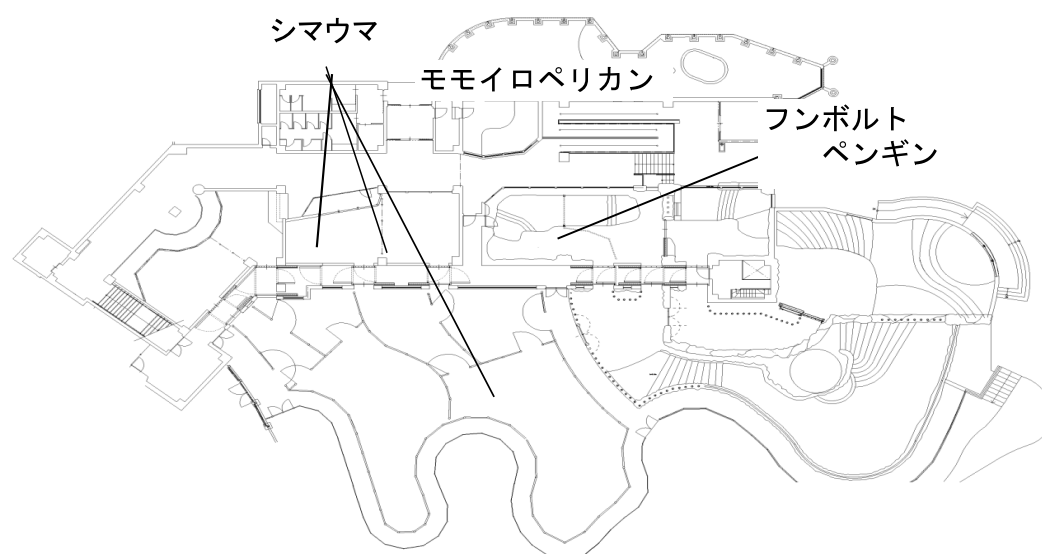 シマウマ
モモイロペリカン
フンボルト
ペンギン